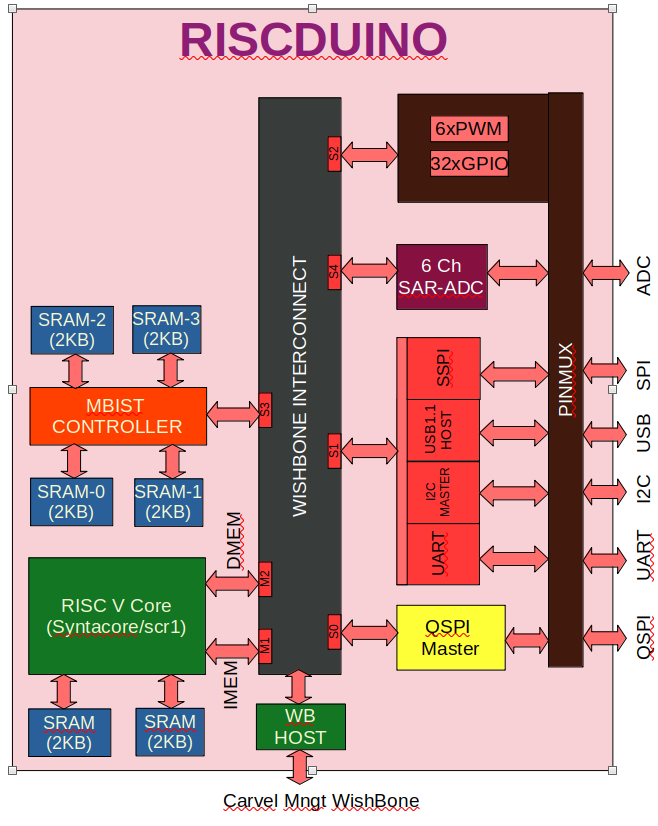 RISCDUINO
6xPWM
32xGPIO
S2
6 Ch
SAR-ADC
S4
ADC
SRAM-2
(2KB)
SRAM-3
(2KB)
MBIST
CONTROLLER
S3
SRAM-0
(2KB)
SRAM-1
(2KB)
WISHBONE INTERCONNECT
S1
SSPI
USB1.1
HOST
I2C
MASTER
UART
PINMUX
SPI
USB
I2C
UART
DMEM
M2
RISC V Core
(Syntacore/scr1)
M1
IMEM
S0
QSPI
Master
QSPI
SRAM
(2KB)
SRAM
(2KB)
WB
HOST
Carvel Mngt WishBone